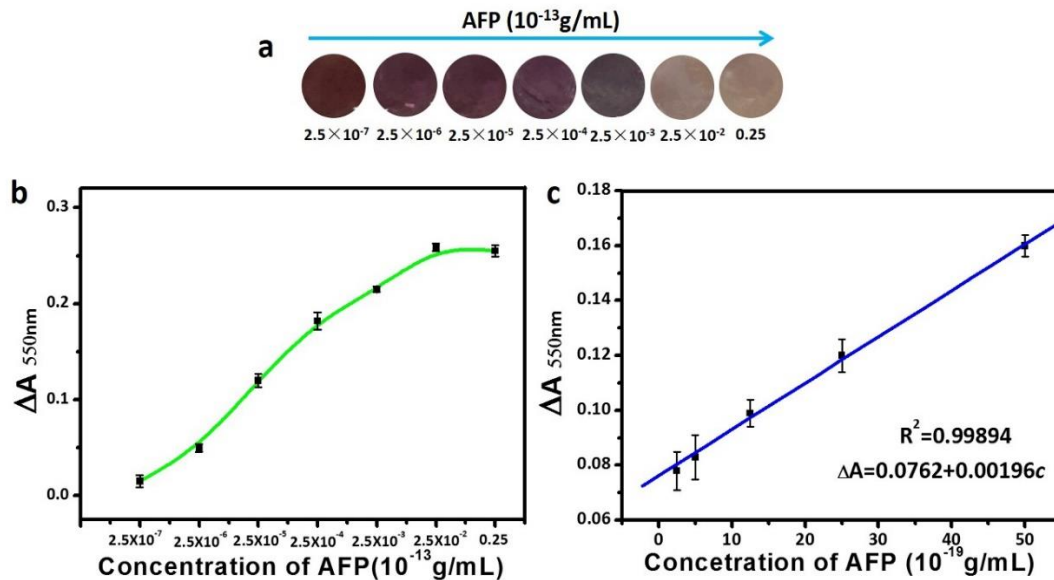 AFP (10⁻¹³g/mL)
a
2.5×10⁻⁷ 2.5×10⁻⁶ 2.5×10⁻⁵ 2.5×10⁻⁴ 2.5×10⁻³ 2.5×10⁻² 0.25
b
ΔA 550nm
0.3
0.2
0.1
0.0
2.5X10⁻⁷ 2.5X10⁻⁶ 2.5X10⁻⁵ 2.5X10⁻⁴ 2.5X10⁻³ 2.5X10⁻² 0.25
Concentration of AFP(10⁻¹³g/mL)
c
ΔA 550nm
0.18
0.16
0.14
0.12
0.10
0.08
0.06
R²=0.99894
ΔA=0.0762+0.00196c
0 10 20 30 40 50
Concetration of AFP (10⁻¹⁹g/mL)